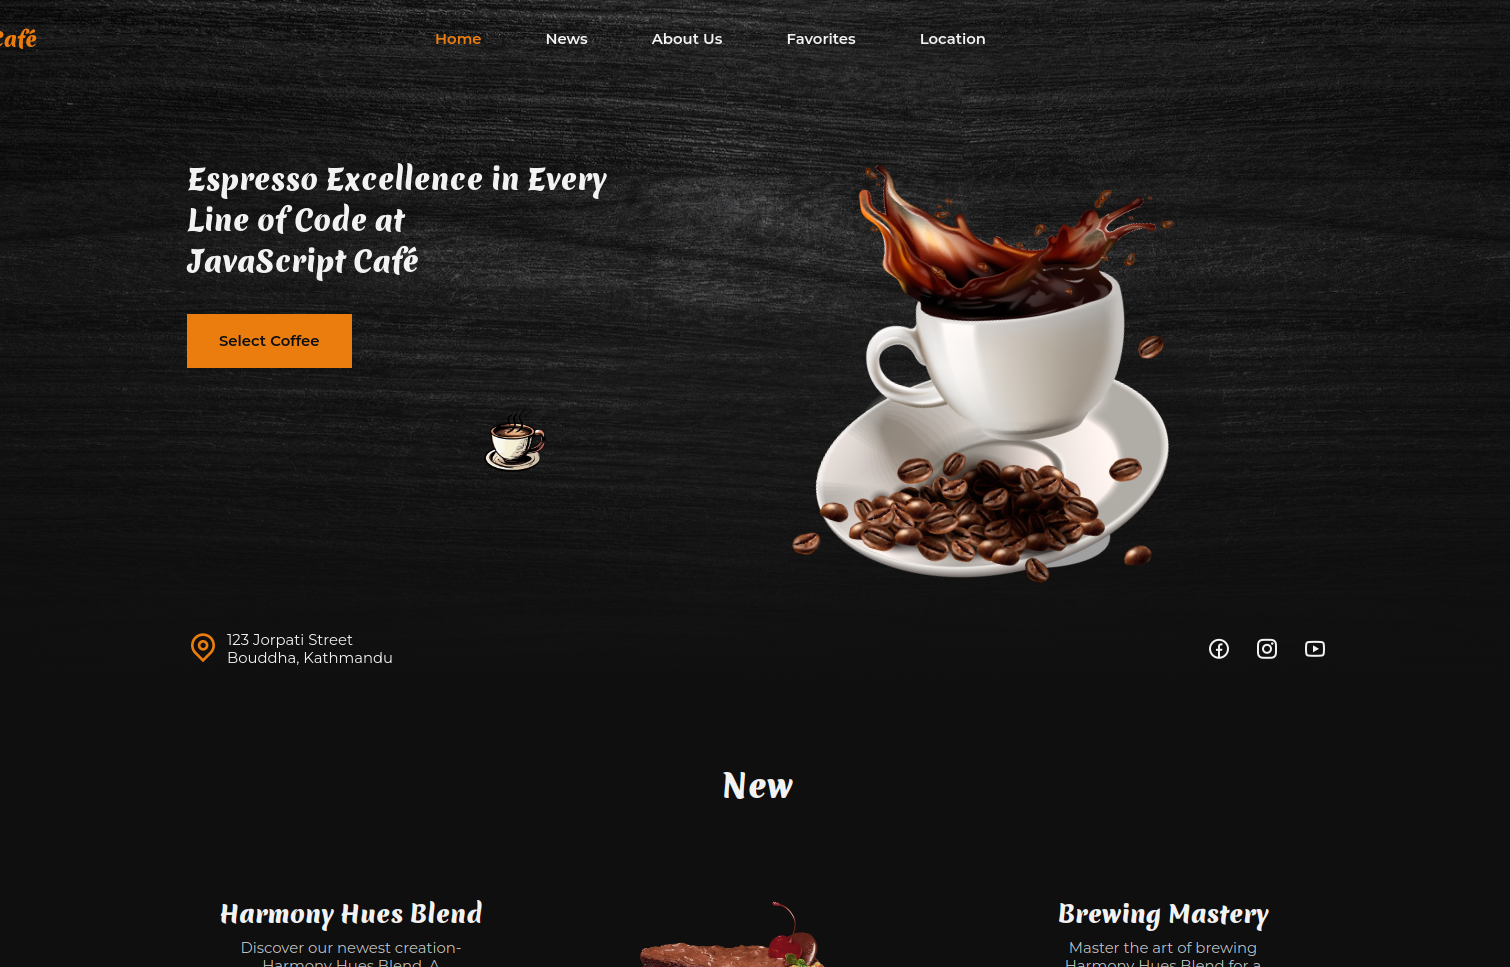 Café
Home
News
About Us
Favorites
Location
Espresso Excellence in Every
Line of Code at
JavaScript Café
Select Coffee
123 Jorpati Street
Bouddha, Kathmandu
New
Harmony Hues Blend
Discover our newest creation-
Harmony Hues Blend. A
Brewing Mastery
Master the art of brewing
Harmony Hues Blend for a